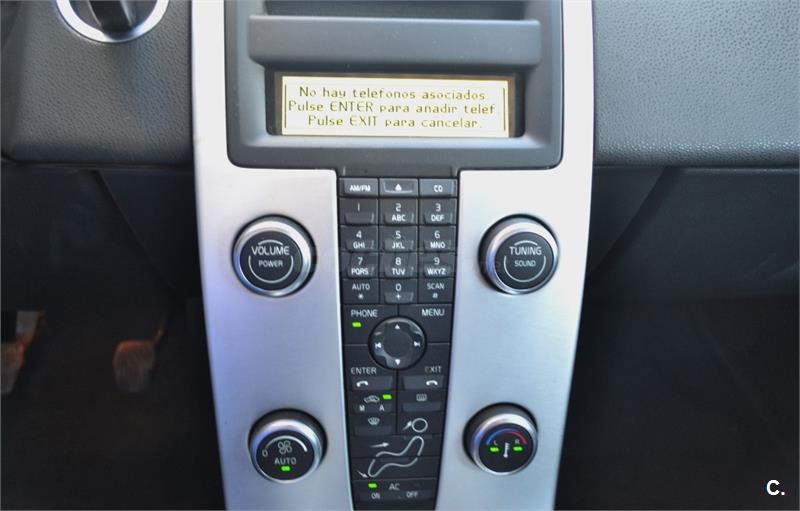 No hay telefonos asociados.
Pulse ENTER para anadir telef.
Pulse EXIT para cancelar.
AM/FM
CD
1
2 ABC
3 DEF
4 GHI
5 JKL
6 MNO
7 PQRS
8 TUV
9 WXYZ
AUTO *
0 +
SCAN #
VOLUME
POWER
TUNING
SOUND
PHONE
MENU
ENTER
EXIT
M A
0
AUTO
L R
AC
ON OFF
C.